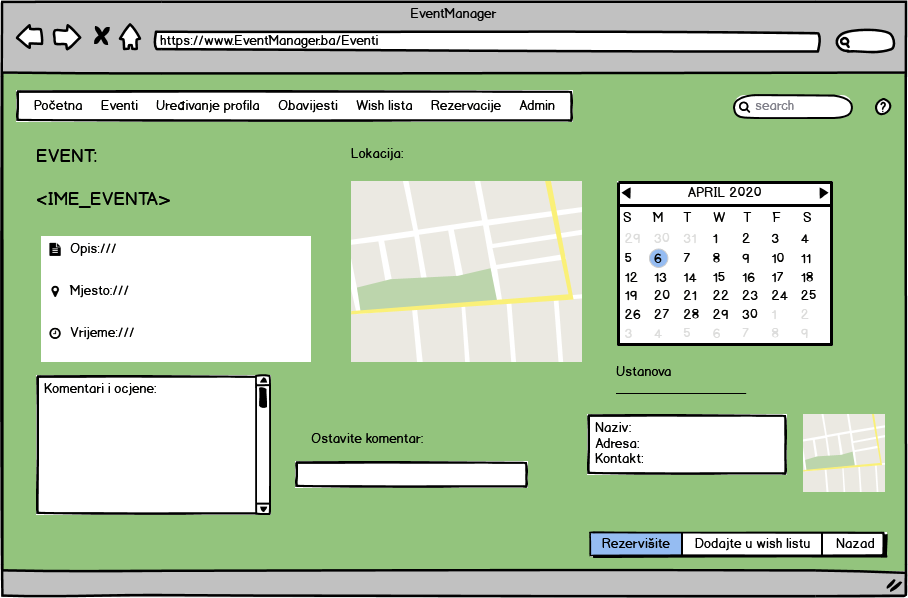 EventManager
https://www.EventManager.ba/Eventi
Početna Eventi Uređivanje profila Obavijesti Wish lista Rezervacije Admin
search
?
EVENT:
<IME_EVENTA>
Opis:///
Mjesto:///
Vrijeme:///
Lokacija:
APRIL 2020
S M T W T F S
29 30 31 1 2 3 4
5 6 7 8 9 10 11
12 13 14 15 16 17 18
19 20 21 22 23 24 25
26 27 28 29 30 1 2
3 4 5 6 7 8 9
Komentari i ocjene:
Ostavite komentar:
Ustanova
Naziv:
Adresa:
Kontakt:
Rezervišite Dodajte u wish listu Nazad